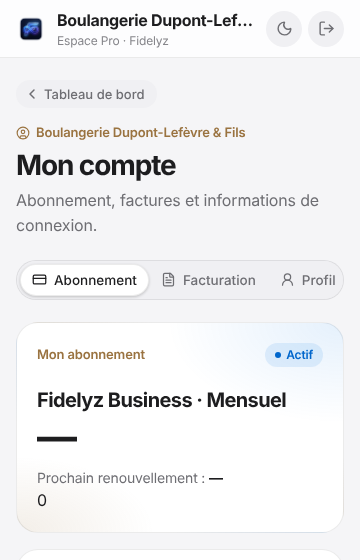 Boulangerie Dupont-Lef...
Espace Pro · Fidelyz
Tableau de bord
Boulangerie Dupont-Lefèvre & Fils
Mon compte
Abonnement, factures et informations de
connexion.
Abonnement Facturation Profil
Mon abonnement Actif
Fidelyz Business · Mensuel
—
Prochain renouvellement : —
0